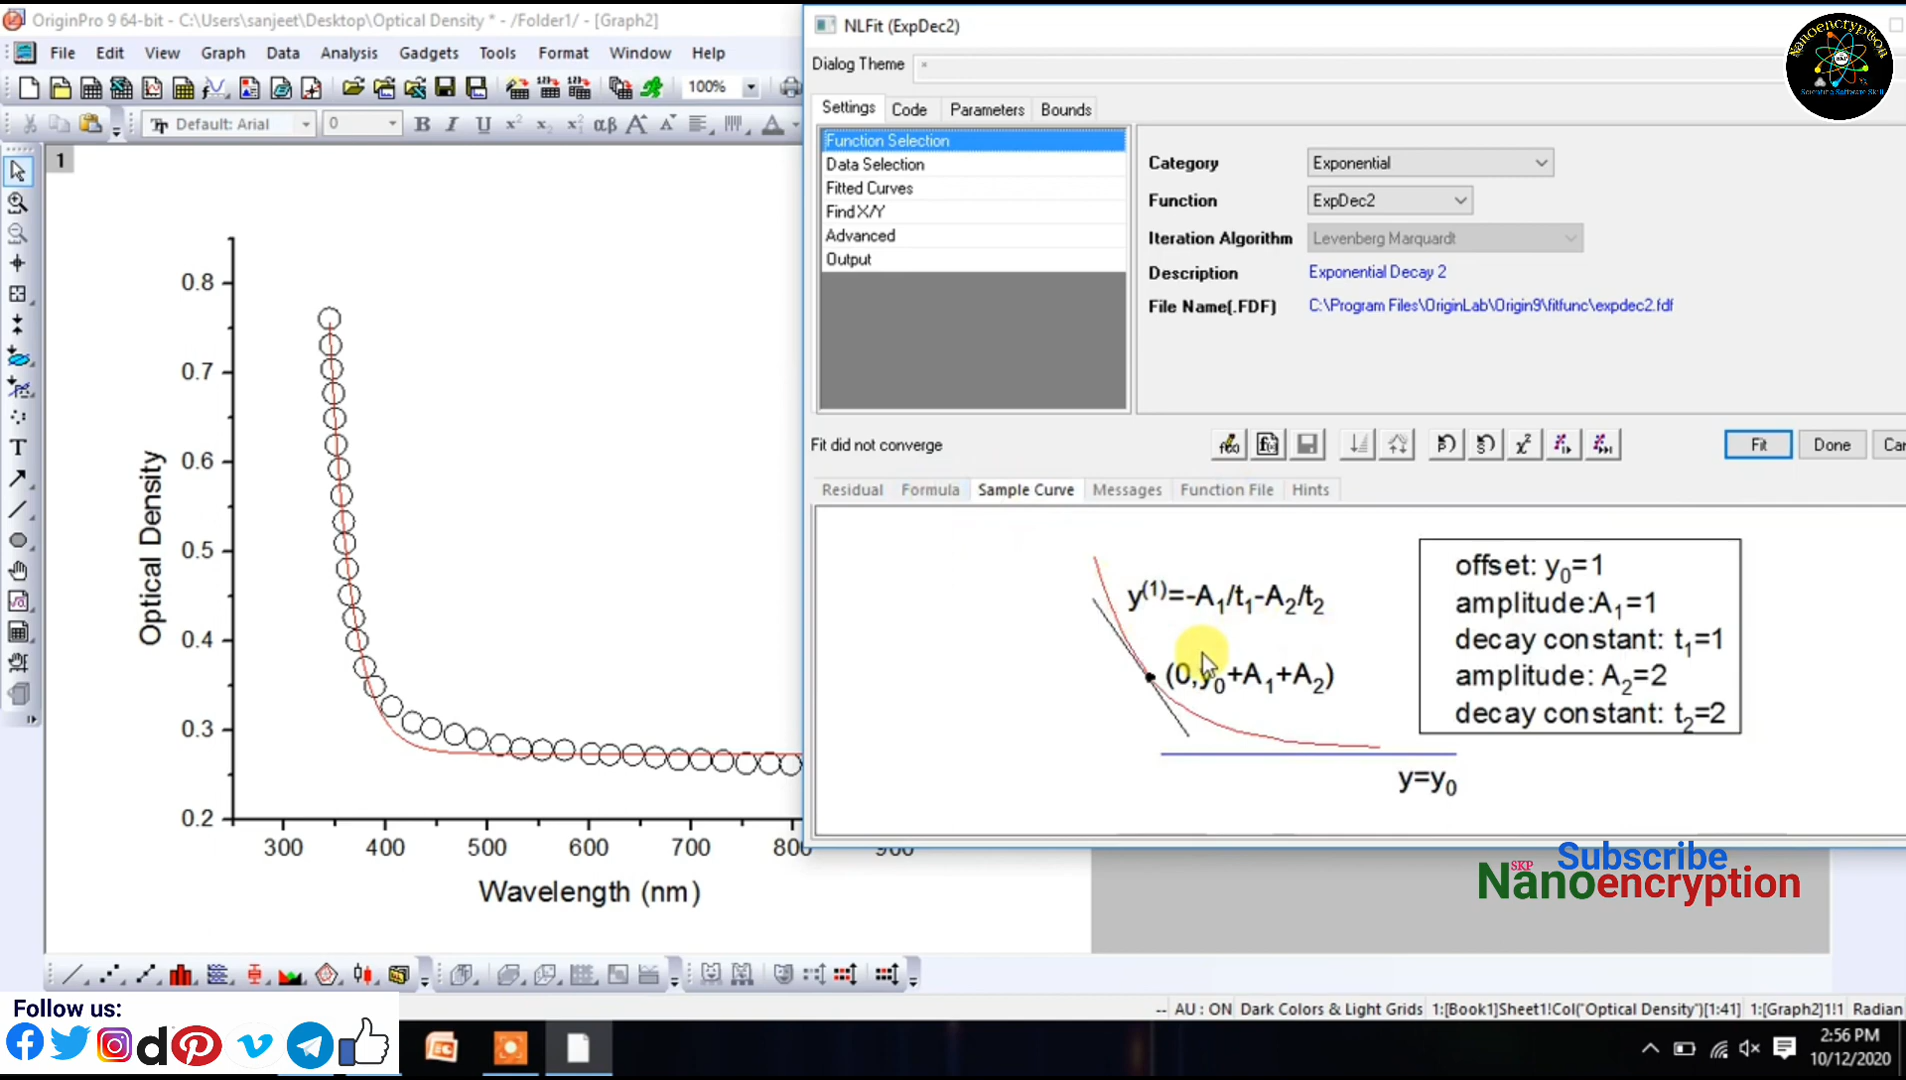 OriginPro 9 64-bit - C:\Users\sanjeet\Desktop\Optical Density * - /Folder1/ - [Graph2]
File Edit View Graph Data Analysis Gadgets Tools Format Window Help
100%
Default: Arial 0 B I U
1
Optical Density
0.8
0.7
0.6
0.5
0.4
0.3
0.2
300 400 500 600 700 800 900
Wavelength (nm)
NLFit (ExpDec2)
Dialog Theme *
Settings Code Parameters Bounds
Function Selection
Data Selection
Fitted Curves
Find X/Y
Advanced
Output
Category Exponential
Function ExpDec2
Iteration Algorithm Levenberg Marquardt
Description Exponential Decay 2
File Name(.FDF) C:\Program Files\OriginLab\Origin9\fitfunc\expdec2.fdf
Fit did not converge
Fit Done Can
Residual Formula Sample Curve Messages Function File Hints
y(1)=-A1/t1-A2/t2
(0,y0+A1+A2)
y=y0
offset: y0=1
amplitude:A1=1
decay constant: t1=1
amplitude: A2=2
decay constant: t2=2
Nanoencryption
SKP
Scientific Software Skill
Subscribe
SKP
Nanoencryption
-- AU : ON Dark Colors & Light Grids 1:[Book1]Sheet1!Col("Optical Density")[1:41] 1:[Graph2]1!1 Radian
Follow us:
2:56 PM
10/12/2020